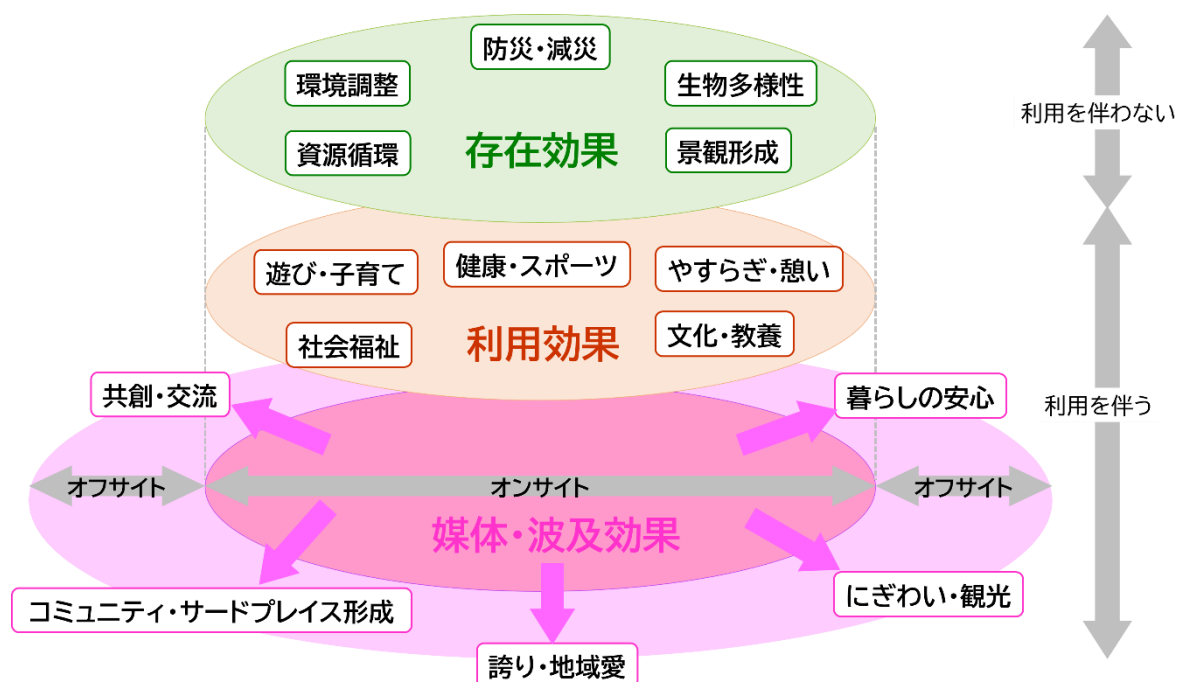 防災・減災
環境調整
生物多様性
資源循環
存在効果
景観形成
利用を伴わない
遊び・子育て
健康・スポーツ
やすらぎ・憩い
社会福祉
利用効果
文化・教養
共創・交流
暮らしの安心
利用を伴う
オフサイト
オンサイト
オフサイト
媒体・波及効果
コミュニティ・サードプレイス形成
にぎわい・観光
誇り・地域愛